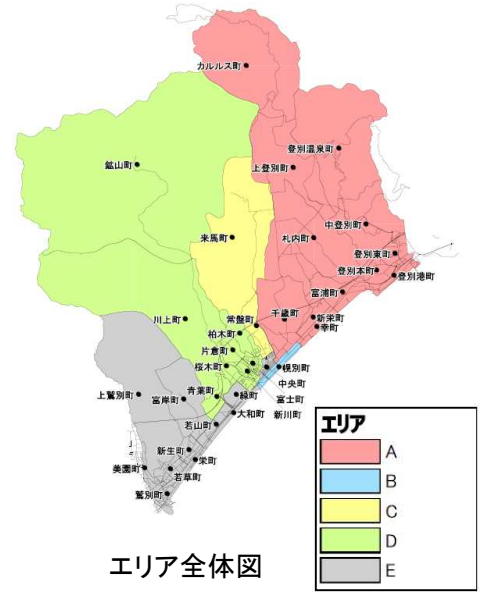 カルルス町
登別温泉町
鉱山町
上登別町
中登別町
来馬町
札内町
登別東町
登別本町
登別港町
富浦町
千歳町
川上町
常盤町
新栄町
柏木町
幸町
片倉町
桜木町
幌別町
中央町
青葉町
緑町
上鷲別町
富岸町
富士町
大和町
新川町
若山町
新生町
栄町
美園町
若草町
鷲別町
エリア
A
B
C
D
E
エリア全体図